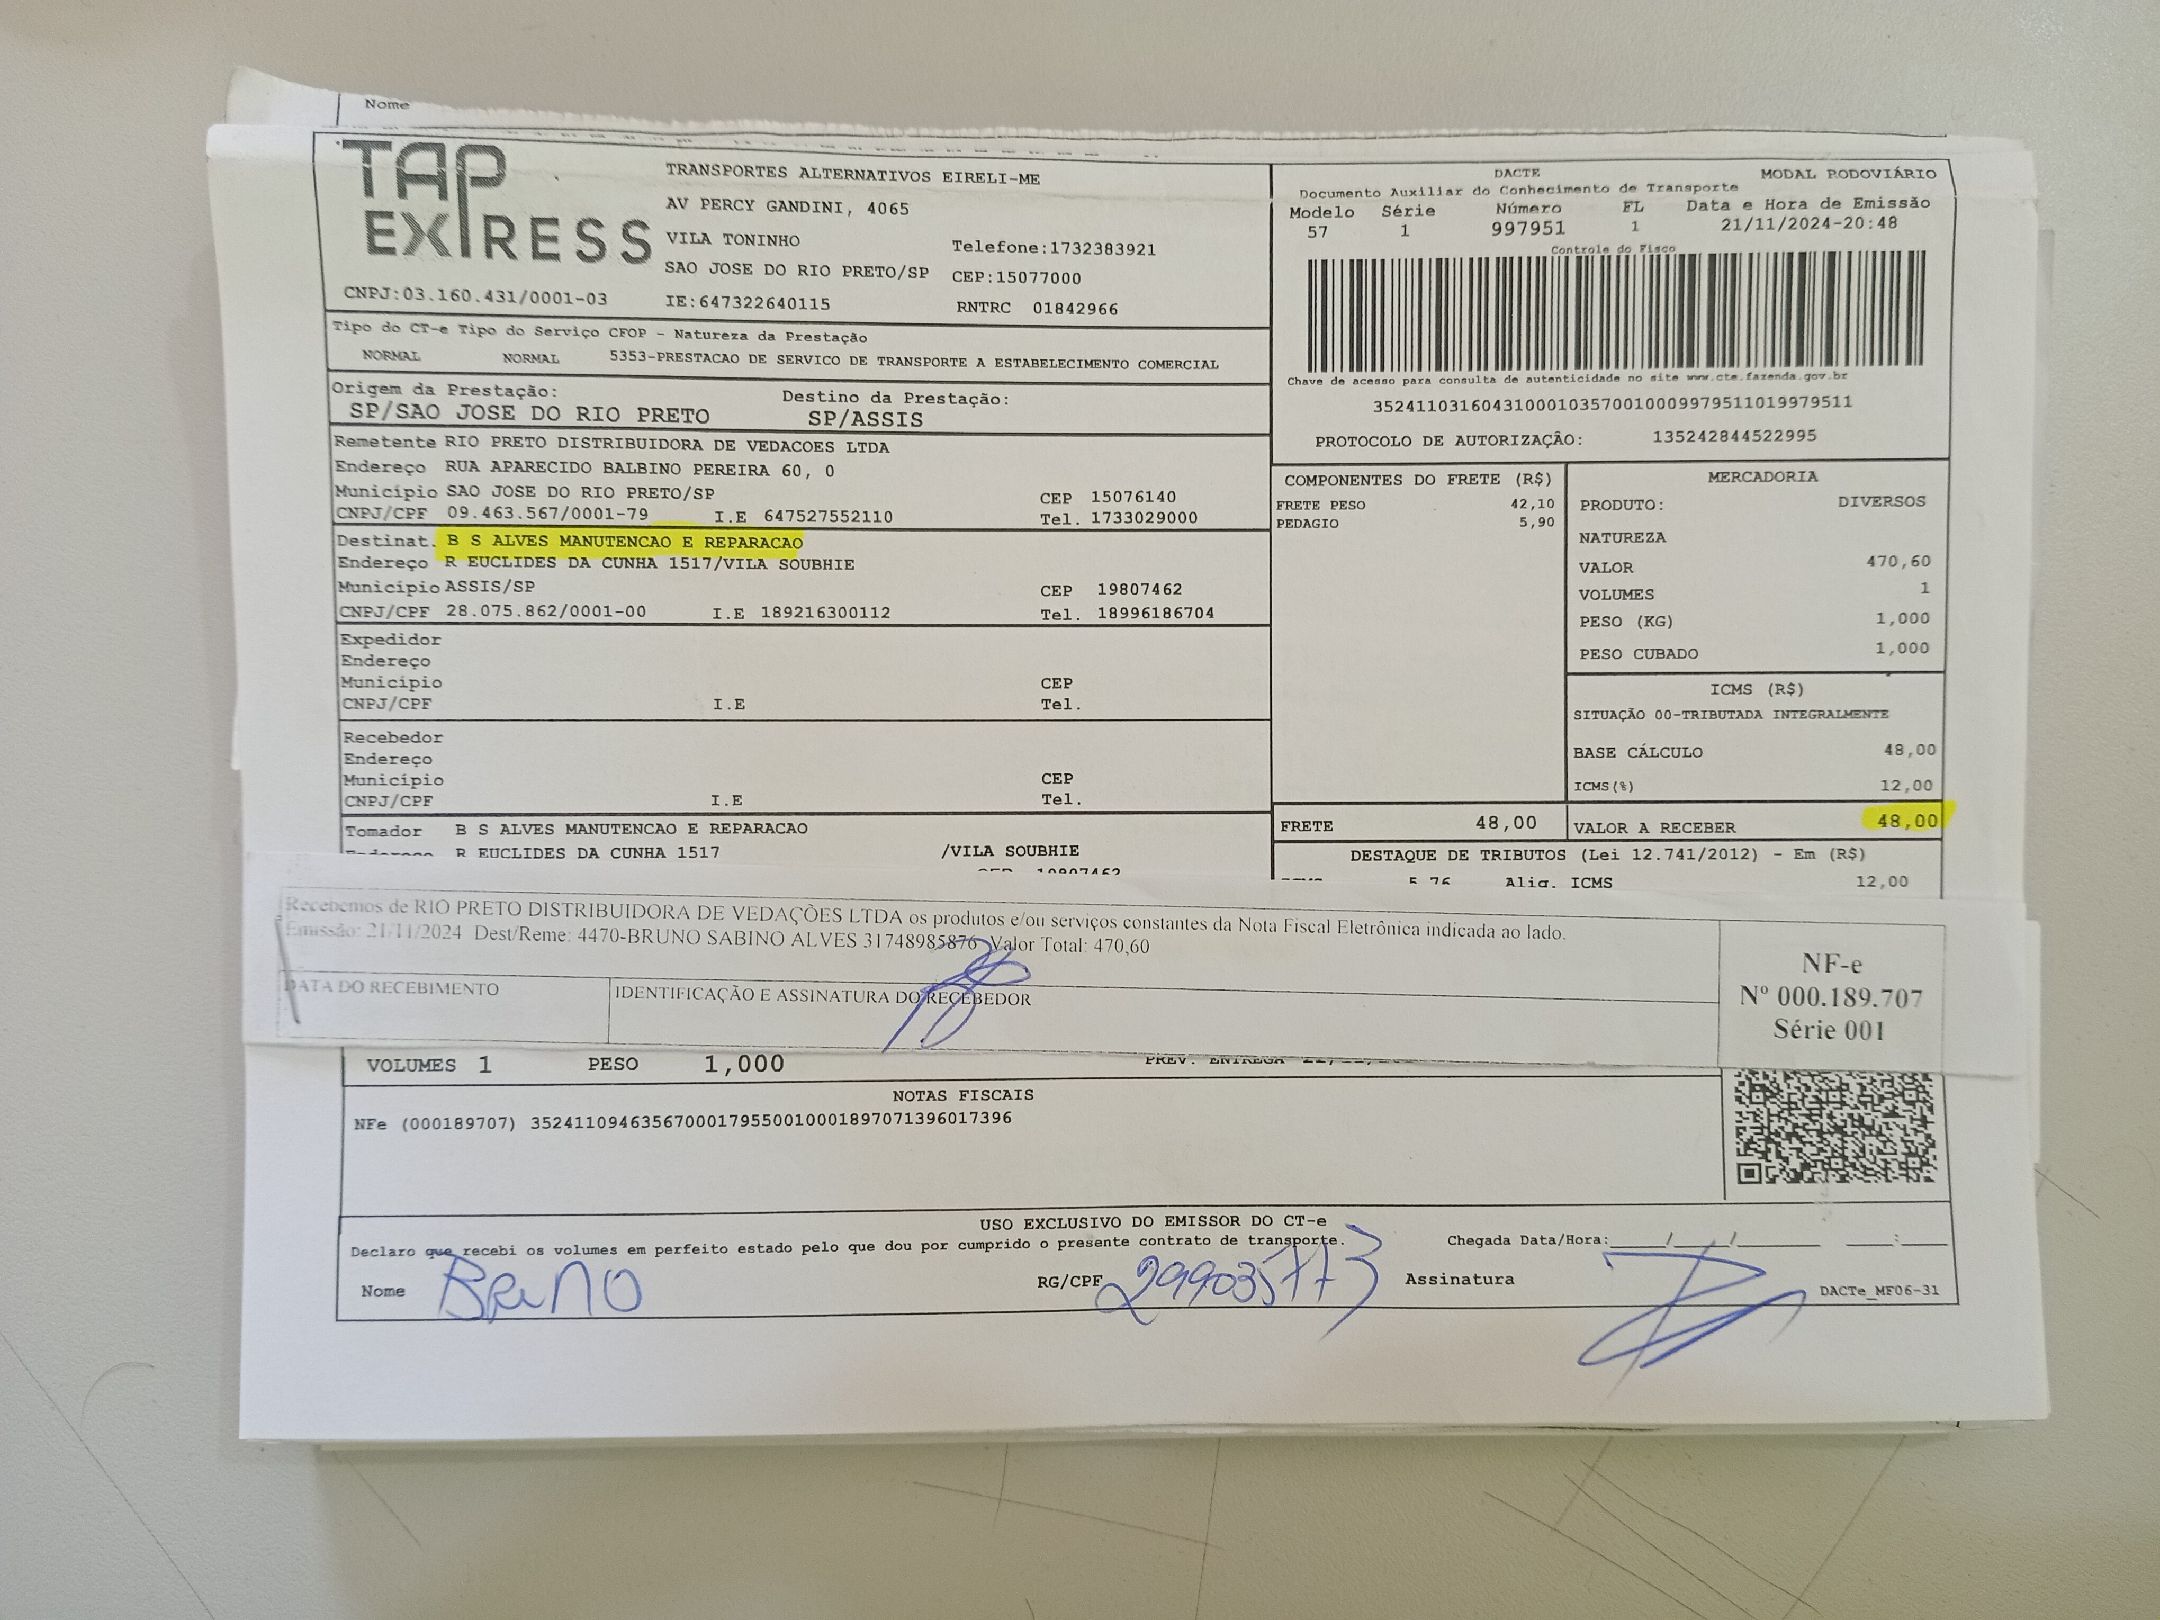 Nome
TAP EXPRESS
TRANSPORTES ALTERNATIVOS EIRELI-ME
AV PERCY GANDINI, 4065
VILA TONINHO
Telefone:1732383921
SAO JOSE DO RIO PRETO/SP CEP:15077000
CNPJ:03.160.431/0001-03 IE:647322640115 RNTRC 01842966
DACTE MODAL RODOVIÁRIO
Documento Auxiliar do Conhecimento de Transporte
Modelo Série Número FL Data e Hora de Emissão
57 1 997951 1 21/11/2024-20:48
Controle do Fisco
Chave de acesso para consulta de autenticidade no site www.cte.fazenda.gov.br
35241103160431000103570010009979511019979511
PROTOCOLO DE AUTORIZAÇÃO: 135242844522995
Tipo do CT-e Tipo do Serviço CFOP - Natureza da Prestação
NORMAL NORMAL 5353-PRESTACAO DE SERVICO DE TRANSPORTE A ESTABELECIMENTO COMERCIAL
Origem da Prestação: Destino da Prestação:
SP/SAO JOSE DO RIO PRETO SP/ASSIS
Remetente RIO PRETO DISTRIBUIDORA DE VEDACOES LTDA
Endereço RUA APARECIDO BALBINO PEREIRA 60, 0
Município SAO JOSE DO RIO PRETO/SP CEP 15076140
CNPJ/CPF 09.463.567/0001-79 I.E 647527552110 Tel. 1733029000
Destinat. B S ALVES MANUTENCAO E REPARACAO
Endereço R EUCLIDES DA CUNHA 1517/VILA SOUBHIE
Município ASSIS/SP CEP 19807462
CNPJ/CPF 28.075.862/0001-00 I.E 189216300112 Tel. 18996186704
Expedidor
Endereço
Município CEP
CNPJ/CPF I.E Tel.
Recebedor
Endereço
Município CEP
CNPJ/CPF I.E Tel.
Tomador B S ALVES MANUTENCAO E REPARACAO
Endereço R EUCLIDES DA CUNHA 1517 /VILA SOUBHIE
CEP 19807462
COMPONENTES DO FRETE (R$)
FRETE PESO 42,10
PEDAGIO 5,90
MERCADORIA
PRODUTO: DIVERSOS
NATUREZA
VALOR 470,60
VOLUMES 1
PESO (KG) 1,000
PESO CUBADO 1,000
ICMS (R$)
SITUAÇÃO 00-TRIBUTADA INTEGRALMENTE
BASE CÁLCULO 48,00
ICMS(%) 12,00
FRETE 48,00 VALOR A RECEBER 48,00
DESTAQUE DE TRIBUTOS (Lei 12.741/2012) - Em (R$)
5,76 Aliq. ICMS 12,00
Recebemos de RIO PRETO DISTRIBUIDORA DE VEDAÇÕES LTDA os produtos e/ou serviços constantes da Nota Fiscal Eletrônica indicada ao lado.
Emissão: 21/11/2024 Dest/Reme: 4470-BRUNO SABINO ALVES 31748985876 Valor Total: 470,60
DATA DO RECEBIMENTO IDENTIFICAÇÃO E ASSINATURA DO RECEBEDOR
NF-e
Nº 000.189.707
Série 001
VOLUMES 1 PESO 1,000 PREV. ENTREGA
NOTAS FISCAIS
NFe (000189707) 35241109463567000179550010001897071396017396
USO EXCLUSIVO DO EMISSOR DO CT-e
Declaro que recebi os volumes em perfeito estado pelo que dou por cumprido o presente contrato de transporte. Chegada Data/Hora:____/____/______ ___:___
Nome BRUNO RG/CPF 299035773 Assinatura
DACTe_MF06-31